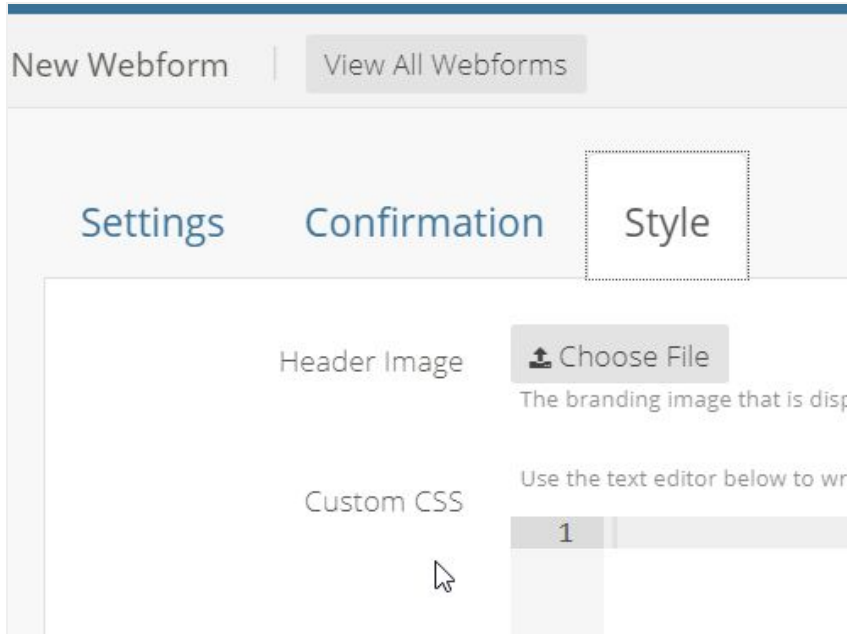 New Webform
View All Webforms
Settings
Confirmation
Style
Header Image
Choose File
The branding image that is
Use the text editor below to
Custom CSS
1